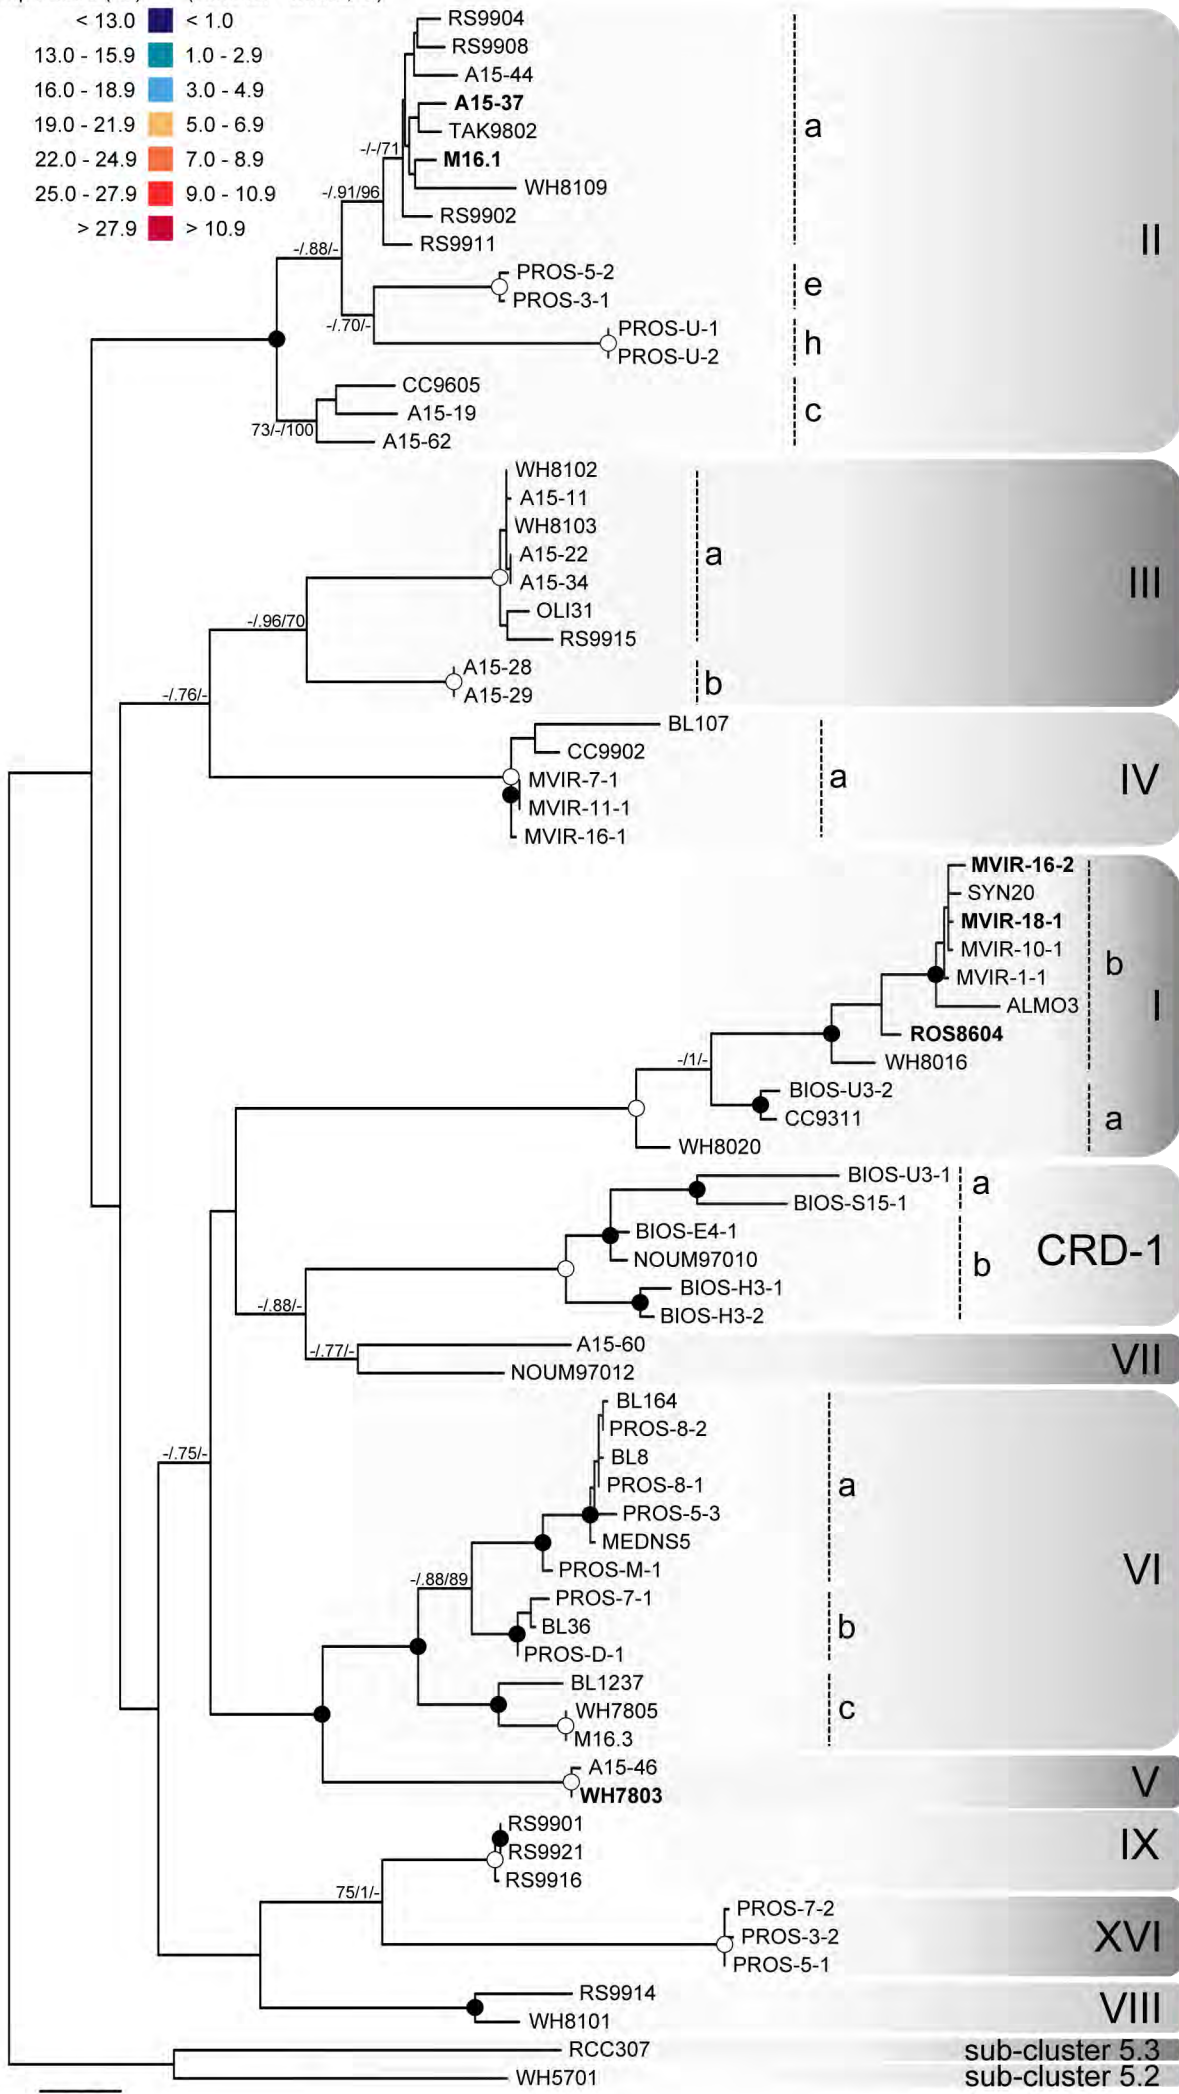 < 13.0 < 1.0
13.0 - 15.9 1.0 - 2.9
16.0 - 18.9 3.0 - 4.9
19.0 - 21.9 5.0 - 6.9
22.0 - 24.9 7.0 - 8.9
25.0 - 27.9 9.0 - 10.9
> 27.9 > 10.9
RS9904
RS9908
A15-44
A15-37
TAK9802
a
-/-/71
M16.1
WH8109
-/.91/96
RS9902
RS9911
II
-/.88/-
PROS-5-2
e
PROS-3-1
-/.70/-
PROS-U-1
h
PROS-U-2
CC9605
A15-19
c
73/-/100
A15-62
WH8102
A15-11
WH8103
A15-22
a
A15-34
III
OLI31
-/.96/70
RS9915
A15-28
b
A15-29
-/.76/-
BL107
CC9902
MVIR-7-1
a
IV
MVIR-11-1
MVIR-16-1
MVIR-16-2
SYN20
MVIR-18-1
MVIR-10-1
b
MVIR-1-1
ALMO3
I
ROS8604
WH8016
-/1/-
BIOS-U3-2
CC9311
a
WH8020
BIOS-U3-1
a
BIOS-S15-1
BIOS-E4-1
CRD-1
NOUM97010
b
BIOS-H3-1
-/.88/-
BIOS-H3-2
A15-60
-/.77/-
VII
NOUM97012
BL164
PROS-8-2
-/.75/-
BL8
PROS-8-1
a
PROS-5-3
MEDNS5
PROS-M-1
VI
-/.88/89
PROS-7-1
BL36
b
PROS-D-1
BL1237
WH7805
c
M16.3
A15-46
V
WH7803
RS9901
IX
RS9921
RS9916
75/1/-
PROS-7-2
PROS-3-2
XVI
PROS-5-1
RS9914
VIII
WH8101
RCC307
sub-cluster 5.3
WH5701
sub-cluster 5.2